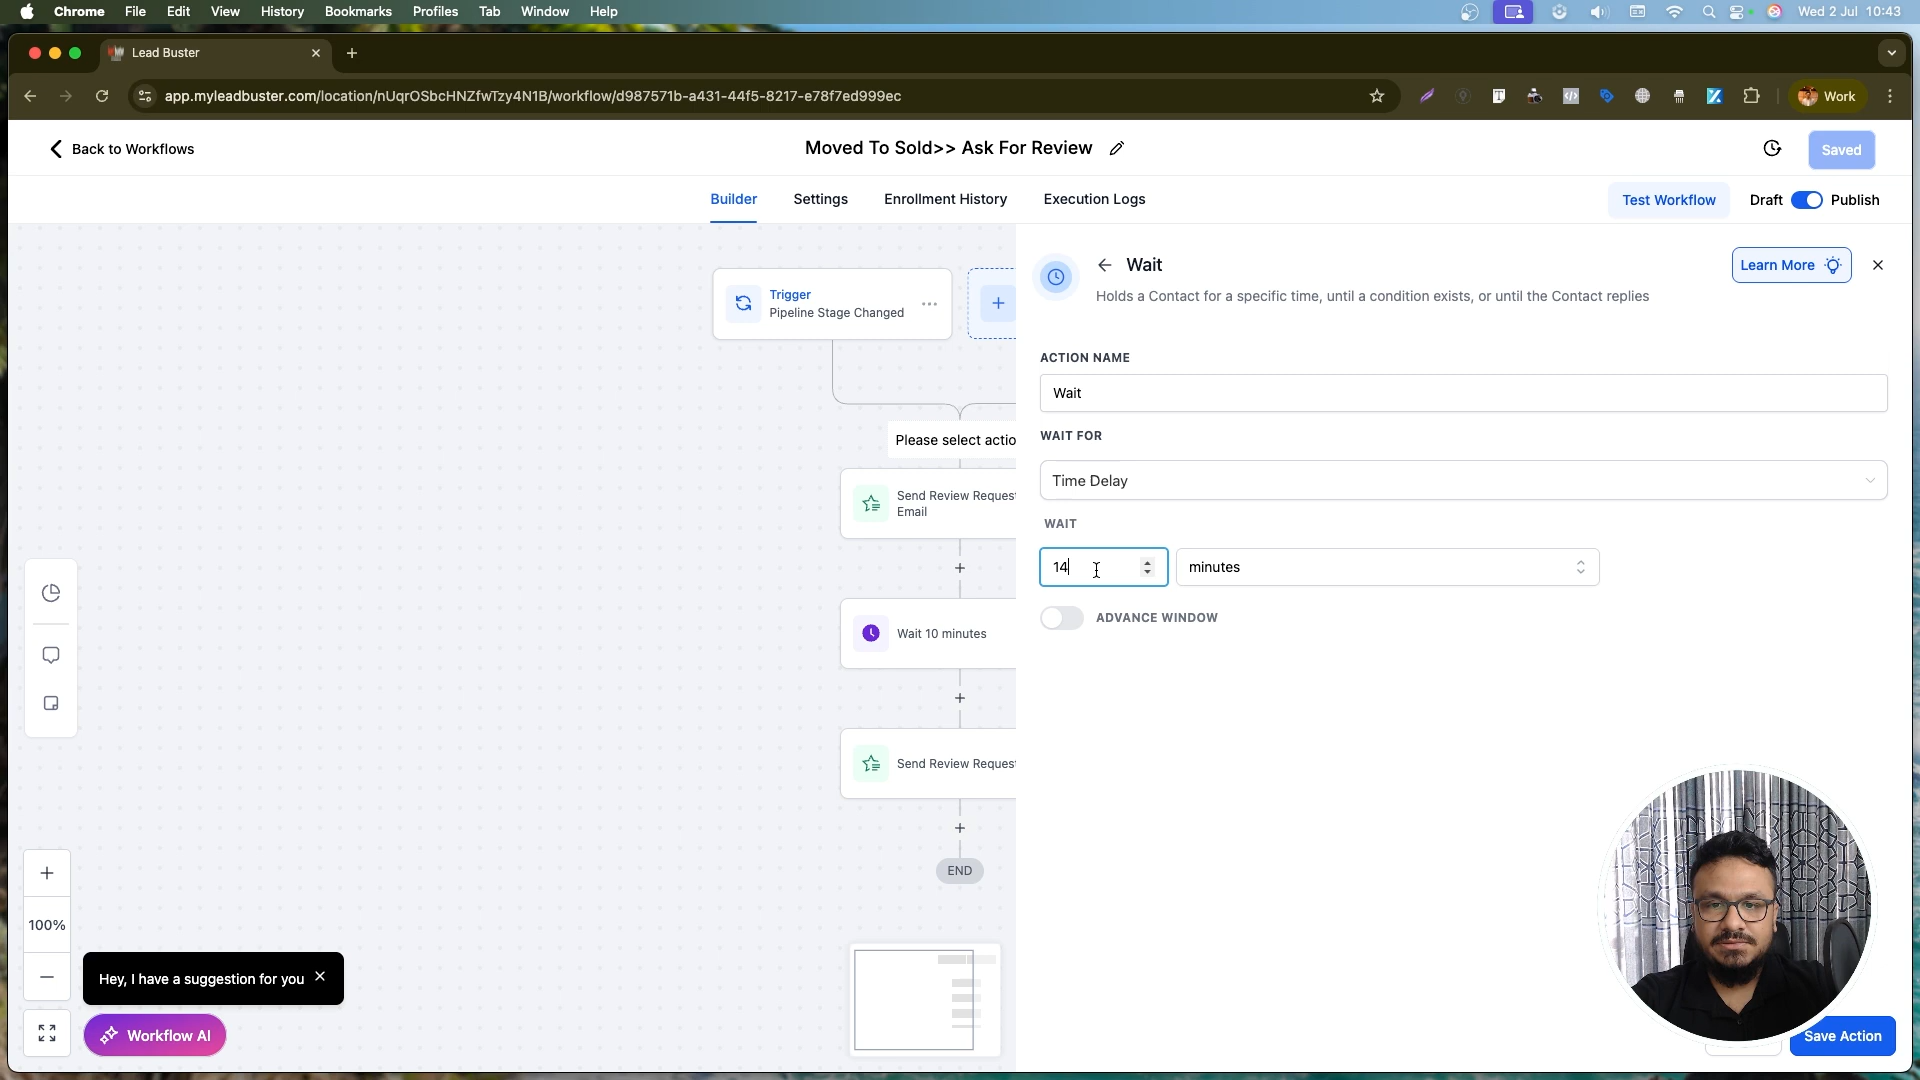 Chrome File Edit View History Bookmarks Profiles Tab Window Help Wed 2 Jul 10:43
Lead Buster
app.myleadbuster.com/location/nUqrOSbcHNZfwTzy4N1B/workflow/d987571b-a431-44f5-8217-e78f7ed999ec Work
Back to Workflows Moved To Sold>> Ask For Review Saved
Builder Settings Enrollment History Execution Logs Test Workflow Draft Publish
Trigger
Pipeline Stage Changed
Please select actio
Send Review Request
Email
Wait 10 minutes
Send Review Request
END
100%
Hey, I have a suggestion for you
Workflow AI
Wait
Learn More
Holds a Contact for a specific time, until a condition exists, or until the Contact replies
ACTION NAME
Wait
WAIT FOR
Time Delay
WAIT
14 minutes
ADVANCE WINDOW
Save Action